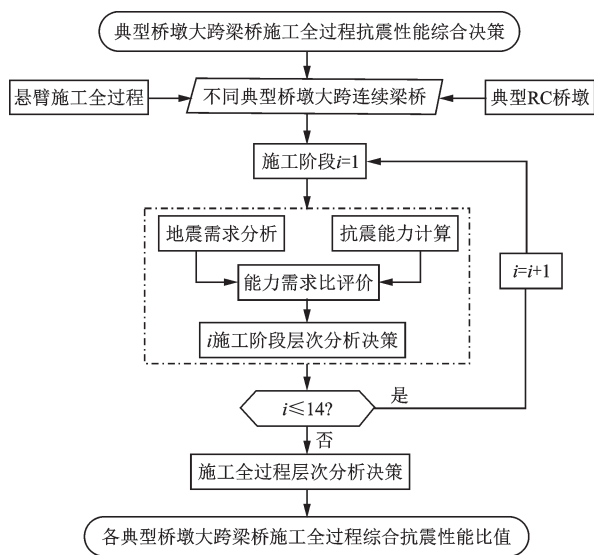 典型桥墩大跨梁桥施工全过程抗震性能综合决策
悬臂施工全过程
不同典型桥墩大跨连续梁桥
典型RC桥墩
施工阶段i=1
地震需求分析
抗震能力计算
i=i+1
能力需求比评价
i施工阶段层次分析决策
i≤14?
是
否
施工全过程层次分析决策
各典型桥墩大跨梁桥施工全过程综合抗震性能比值